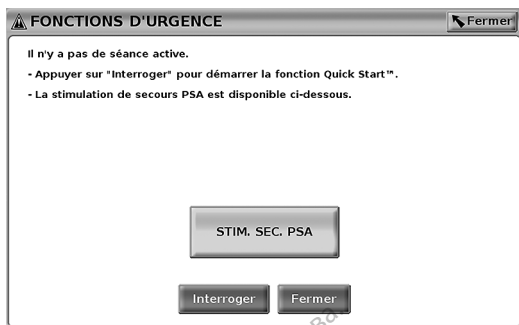 FONCTIONS D'URGENCE
Fermer
Il n'y a pas de séance active.
- Appuyer sur "Interroger" pour démarrer la fonction Quick Start™.
- La stimulation de secours PSA est disponible ci-dessous.
STIM. SEC. PSA
Interroger
Fermer